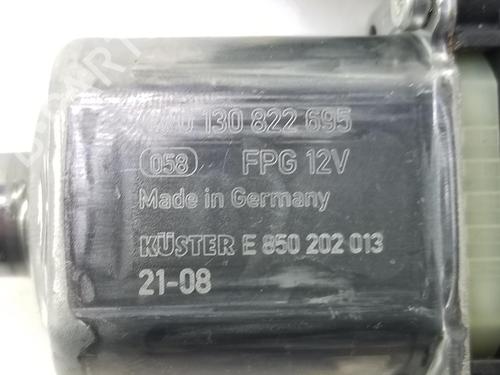 130 822 695
058 FPG 12V
Made in Germany
KÜSTER E 850 202 013
21-08